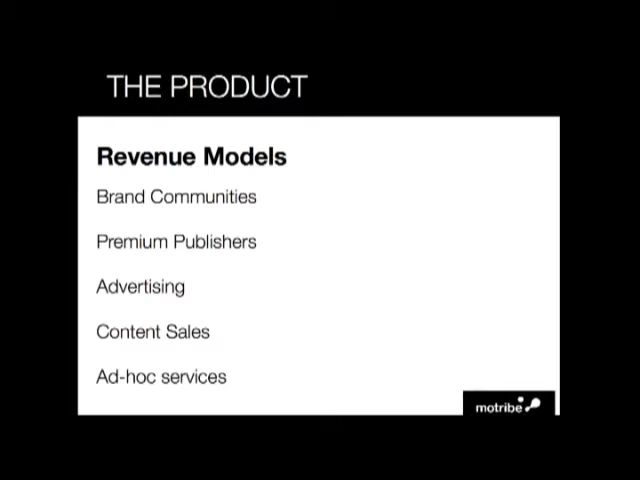 THE PRODUCT
Revenue Models
Brand Communities
Premium Publishers
Advertising
Content Sales
Ad-hoc services
motribe